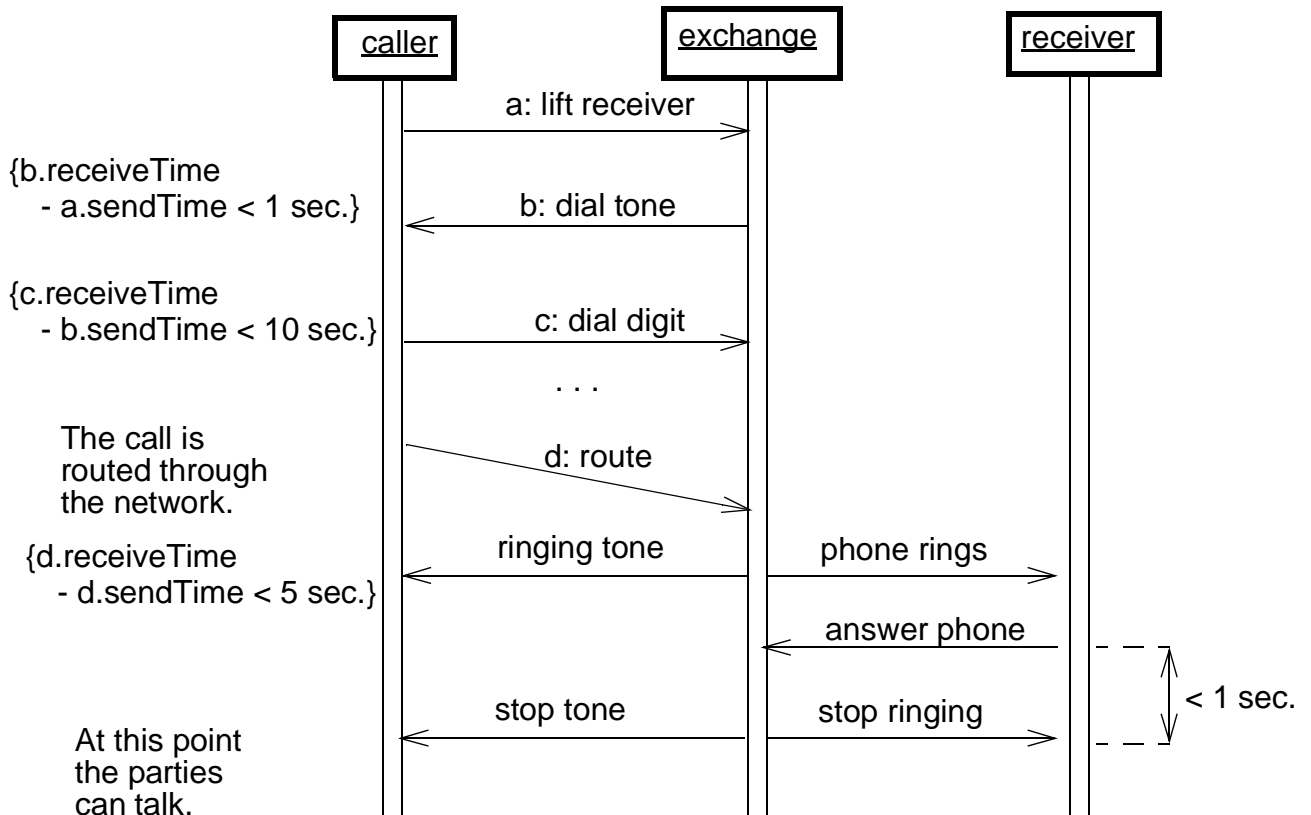 caller
exchange
receiver
a: lift receiver
{b.receiveTime
- a.sendTime < 1 sec.}
b: dial tone
{c.receiveTime
- b.sendTime < 10 sec.}
c: dial digit
. . .
The call is
routed through
the network.
d: route
{d.receiveTime
- d.sendTime < 5 sec.}
ringing tone
phone rings
answer phone
< 1 sec.
stop tone
stop ringing
At this point
the parties
can talk.